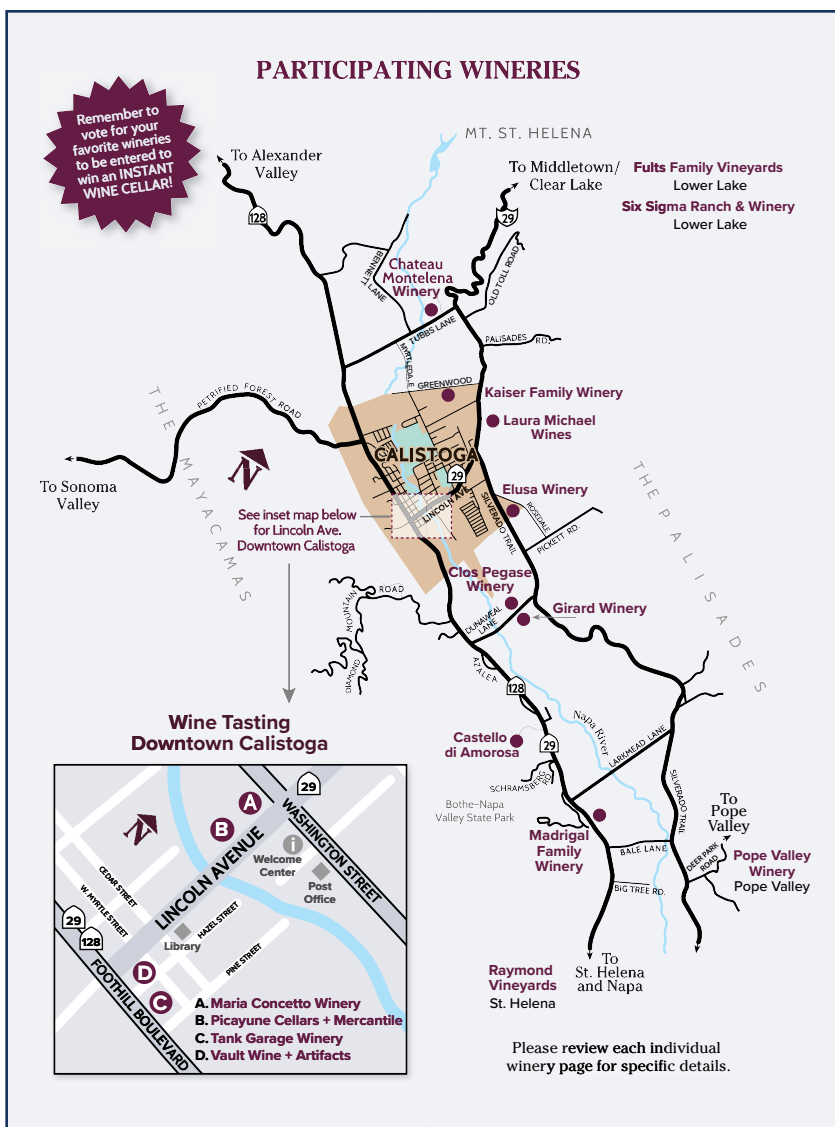 PARTICIPATING WINERIES
Remember to
vote for your
favorite wineries
to be entered to
win an INSTANT
WINE CELLAR!
MT. ST. HELENA
To Alexander
Valley
128
To Middletown/
Clear Lake
29
Fults Family Vineyards
Lower Lake
Six Sigma Ranch & Winery
Lower Lake
BENNETT LANE
Chateau
Montelena
Winery
OLD TOLL ROAD
TUBBS LANE
MYRTLEDALE
PALISADES RD.
GREENWOOD
Kaiser Family Winery
PETRIFIED FOREST ROAD
Laura Michael
Wines
THE MAYACAMAS
N
CALISTOGA
29
To Sonoma
Valley
THE PALISADES
LINCOLN AVE
Elusa Winery
SILVERADO TRAIL
ROSEDALE
PICKETT RD.
See inset map below
for Lincoln Ave.
Downtown Calistoga
Clos Pegase
Winery
DIAMOND MOUNTAIN ROAD
Girard Winery
DUNAWEAL
LANE
AZALEA
128
Napa River
Castello
di Amorosa
29
LARKMEAD LANE
SCHRAMSBERG
RD.
Bothe-Napa
Valley State Park
SILVERADO TRAIL
Madrigal
Family
Winery
BALE LANE
To
Pope
Valley
DEER PARK
ROAD
Pope Valley
Winery
Pope Valley
BIG TREE RD.
Raymond
Vineyards
St. Helena
To
St. Helena
and Napa
Wine Tasting
Downtown Calistoga
29
A
B
WASHINGTON STREET
N
i
Welcome
Center
LINCOLN AVENUE
Post
Office
CEDAR STREET
W. MYRTLE STREET
HAZEL STREET
29
128
Library
PINE STREET
D
C
FOOTHILL BOULEVARD
A. Maria Concetto Winery
B. Picayune Cellars + Mercantile
C. Tank Garage Winery
D. Vault Wine + Artifacts
Please review each individual
winery page for specific details.